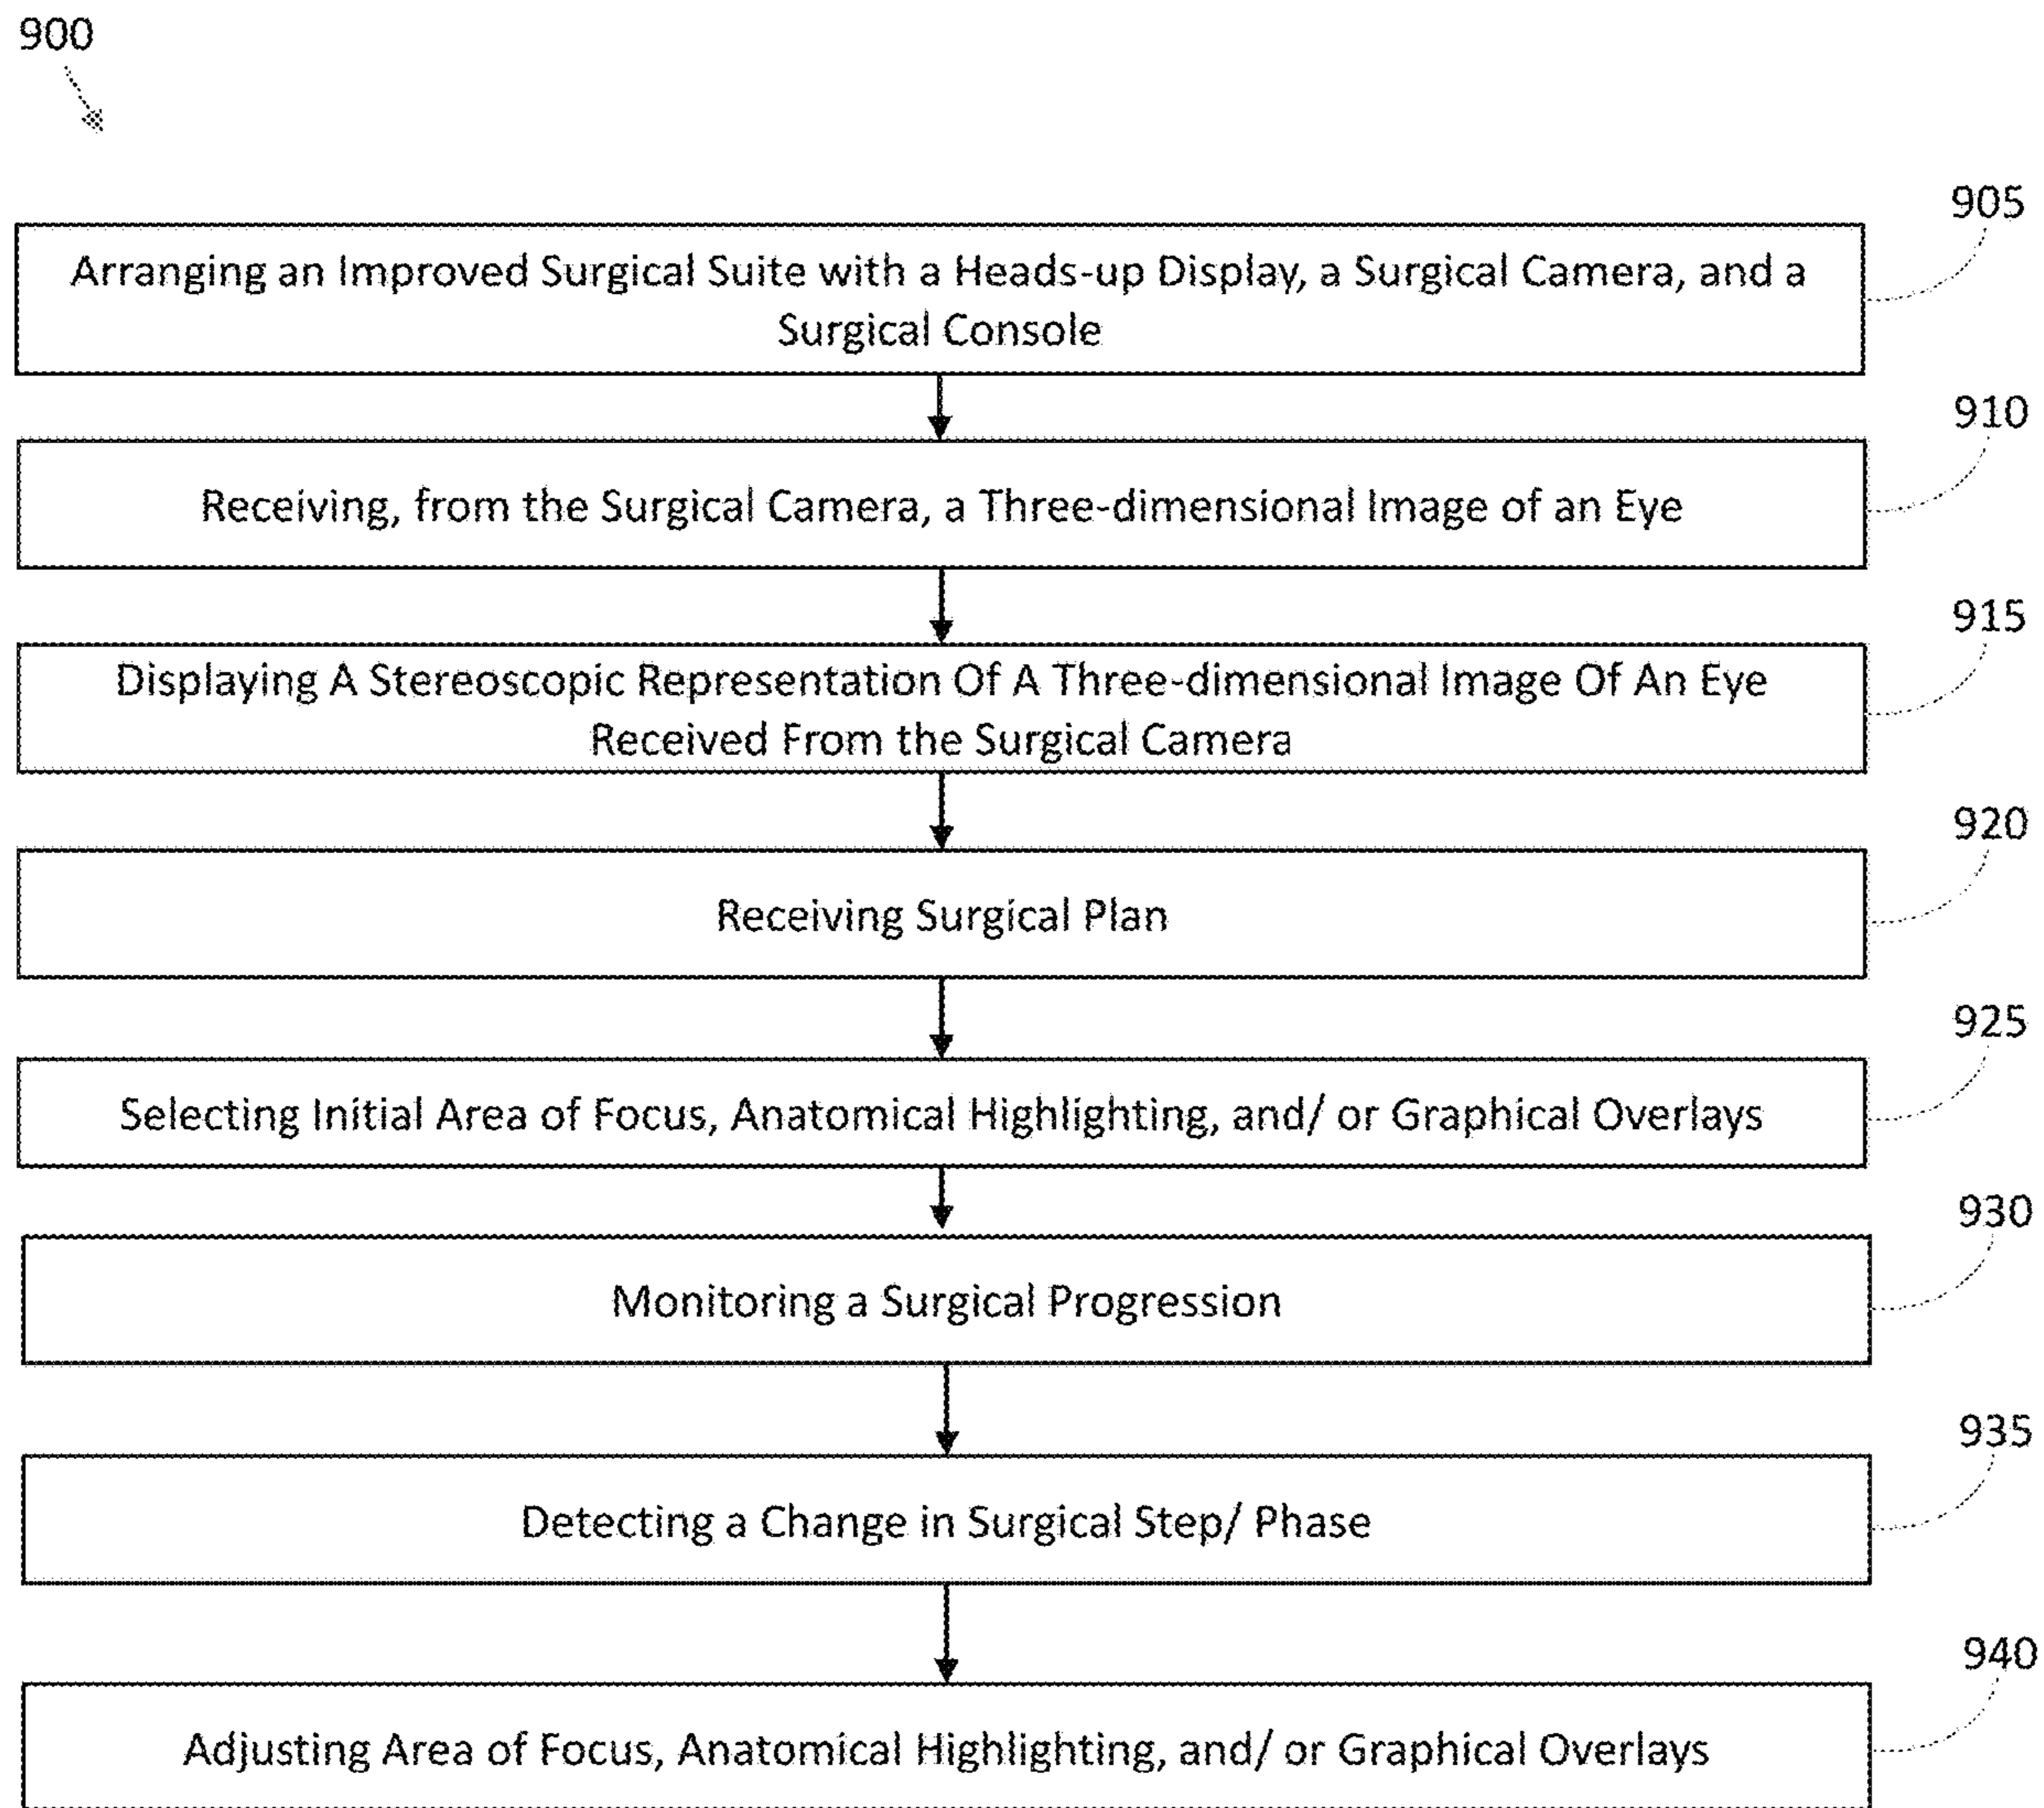 900
905
Arranging an Improved Surgical Suite with a Heads-up Display, a Surgical Camera, and a
Surgical Console
910
Receiving, from the Surgical Camera, a Three-dimensional Image of an Eye
915
Displaying A Stereoscopic Representation Of A Three-dimensional Image Of An Eye
Received From the Surgical Camera
920
Receiving Surgical Plan
925
Selecting Initial Area of Focus, Anatomical Highlighting, and/ or Graphical Overlays
930
Monitoring a Surgical Progression
935
Detecting a Change in Surgical Step/ Phase
940
Adjusting Area of Focus, Anatomical Highlighting, and/ or Graphical Overlays